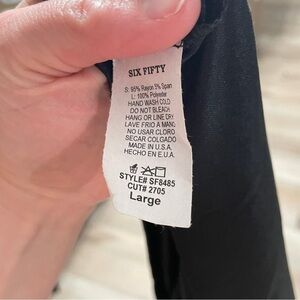 SIX FIFTY
S: 95% Rayon 5% Span
L: 100% Polyester
HAND WASH COLD
DO NOT BLEACH
HANG OR LINE DRY
LAVE FRIO A MANO
NO USAR CLORO
SECAR COLGADO
MADE IN U.S.A.
HECHO EN E.U.A.
STYLE# SF8485
CUT# 2705
Large